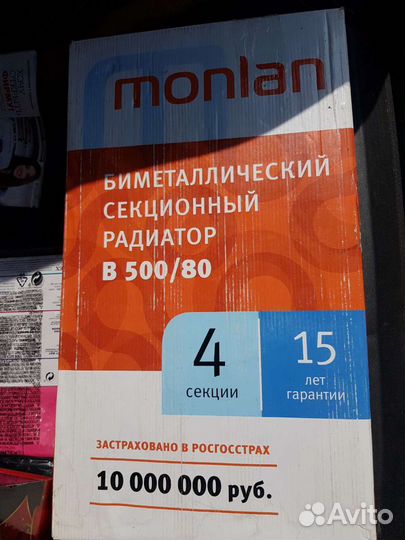 monlan
БИМЕТАЛЛИЧЕСКИЙ
СЕКЦИОННЫЙ
РАДИАТОР
В 500/80
4
секции
15
лет
гарантии
ЗАСТРАХОВАНО В РОСГОССТРАХ
10 000 000 руб.
Avito